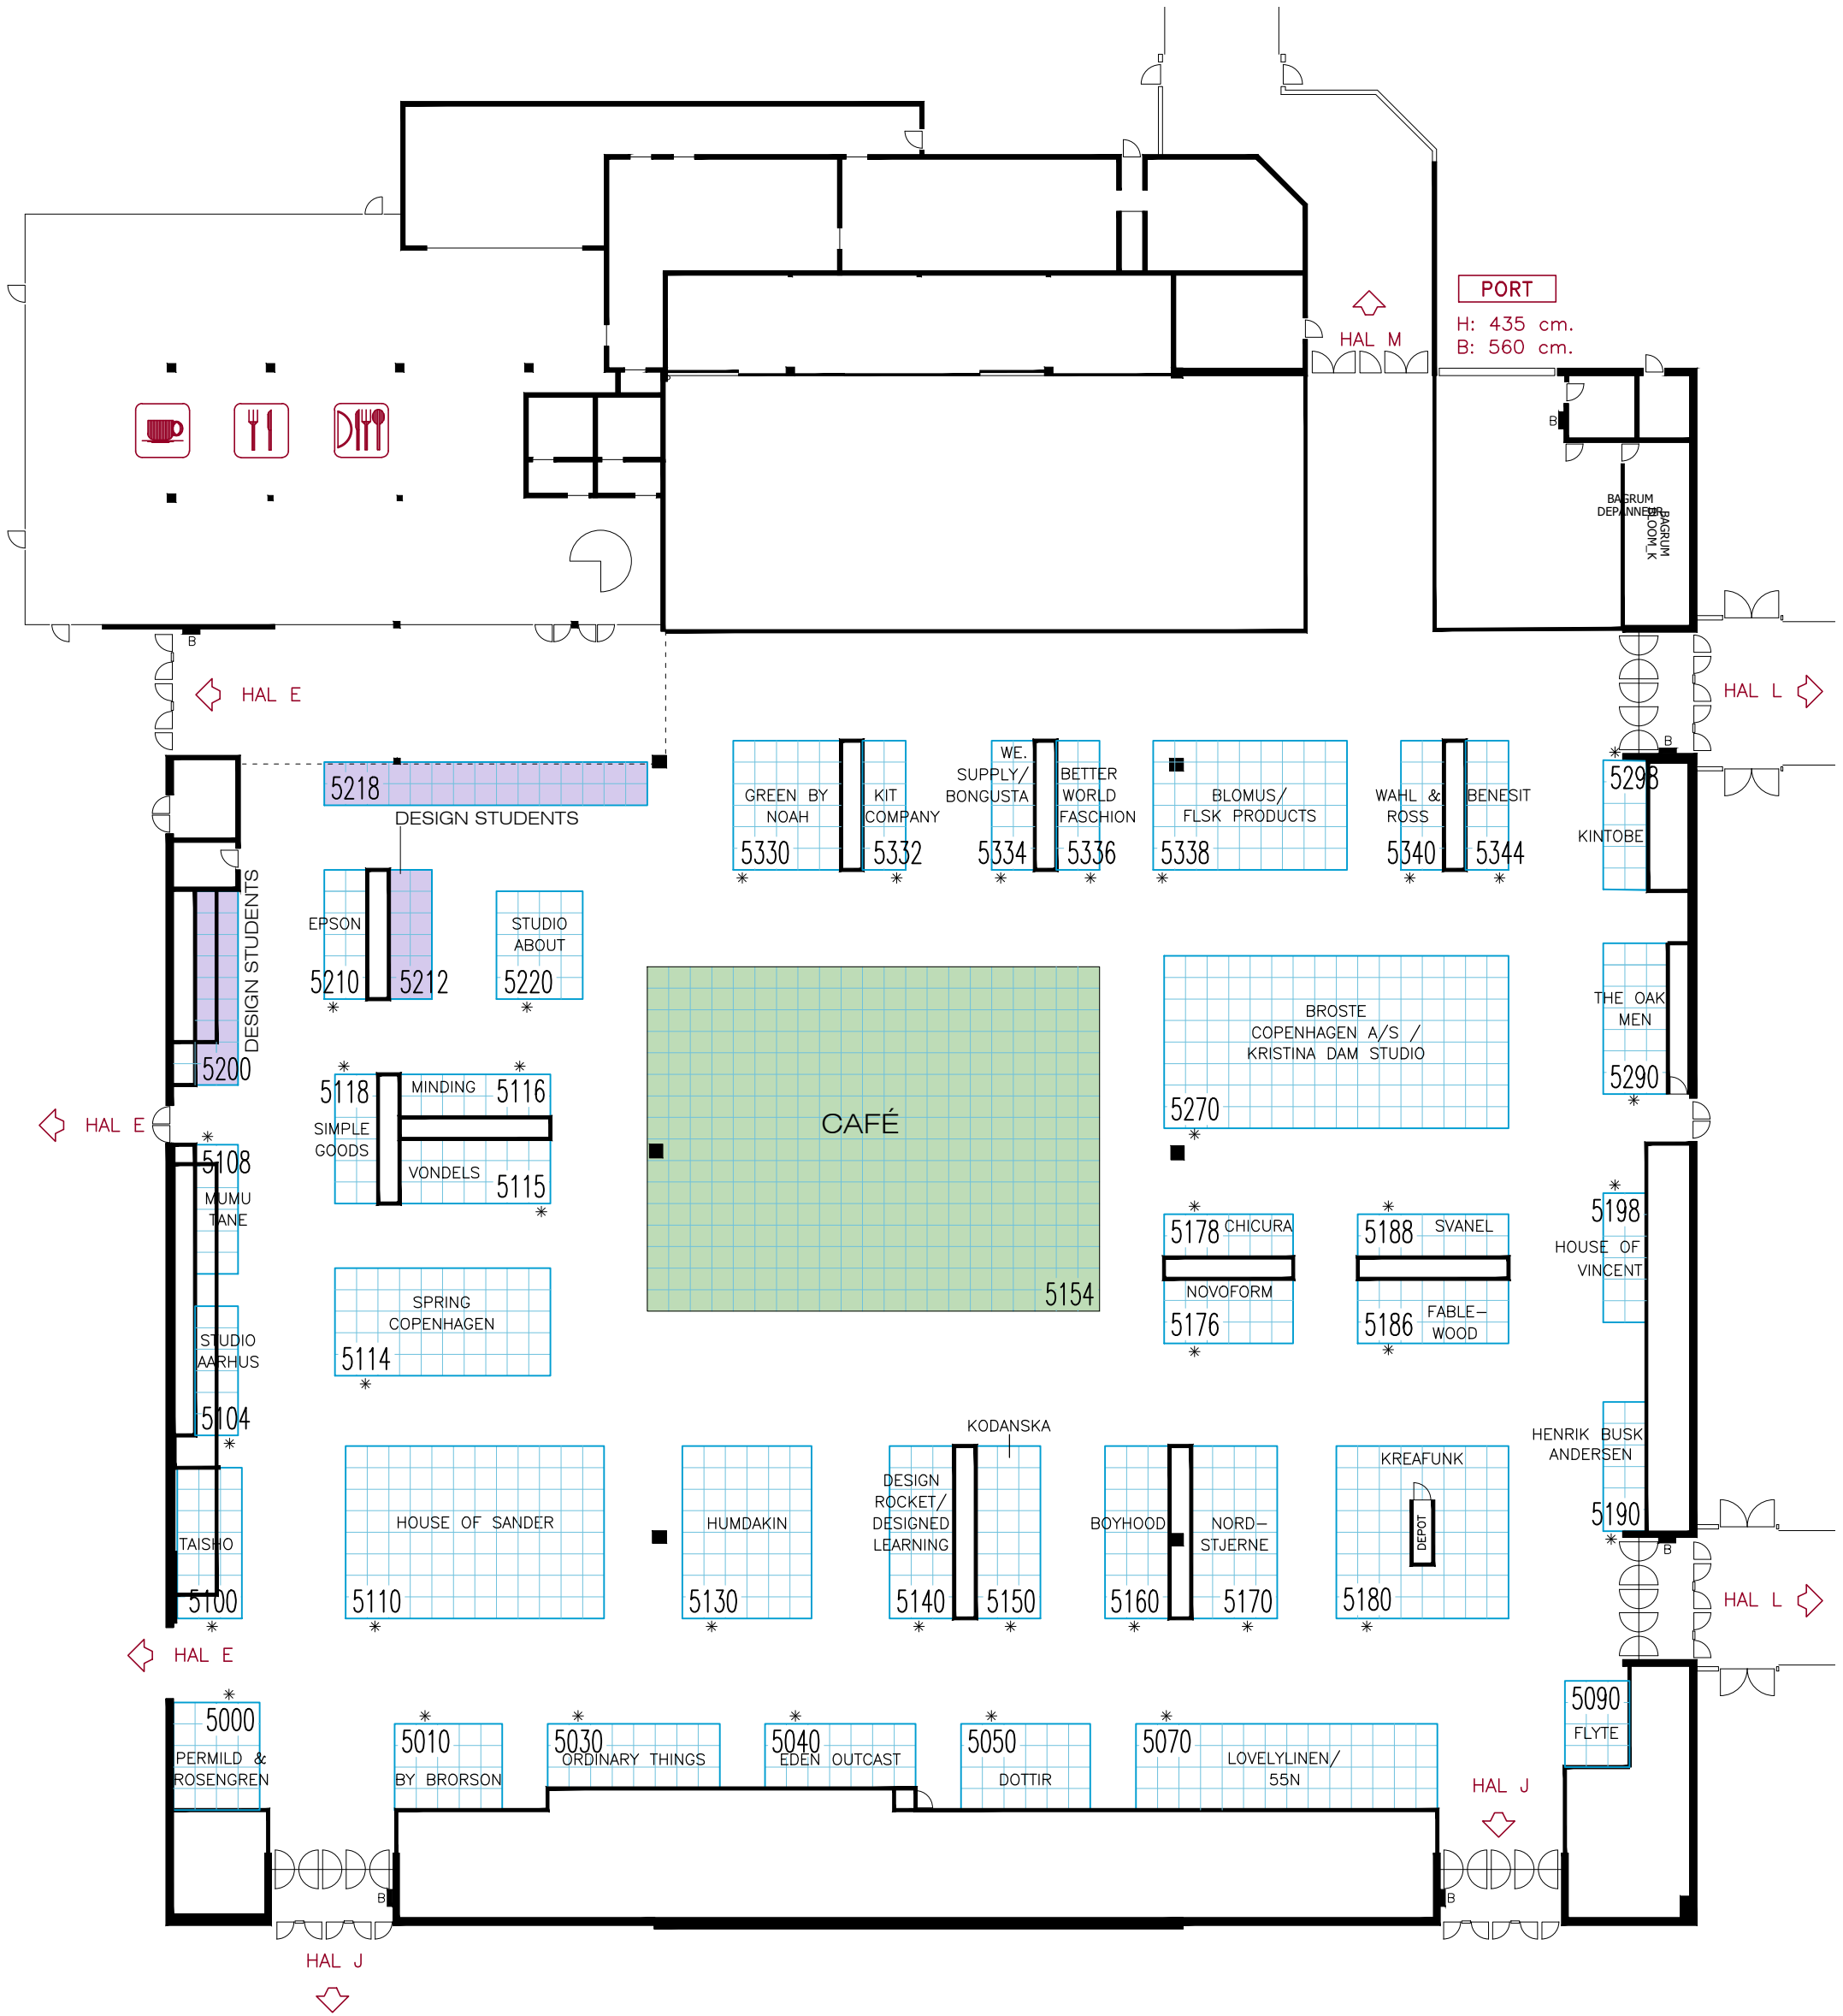 PORT
H: 435 cm.
B: 560 cm.
HAL M
B
BAGRUM
DEPANNEUR
BAGRUM
BLOOM_K
B
HAL E
HAL L
B
5218
DESIGN STUDENTS
GREEN BY
NOAH
5330
KIT
COMPANY
5332
WE.
SUPPLY/
BONGUSTA
5334
BETTER
WORLD
FASCHION
5336
BLOMUS/
FLSK PRODUCTS
5338
WAHL &
ROSS
5340
BENESIT
5344
5298
KINTOBE
DESIGN STUDENTS
5200
EPSON
5210
5212
STUDIO
ABOUT
5220
CAFÉ
5154
BROSTE
COPENHAGEN A/S /
KRISTINA DAM STUDIO
5270
THE OAK
MEN
5290
HAL E
5118
SIMPLE
GOODS
MINDING
5116
VONDELS
5115
5108
MUMU
TANE
5178
CHICURA
NOVOFORM
5176
5188
SVANEL
FABLE-
WOOD
5186
5198
HOUSE OF
VINCENT
SPRING
COPENHAGEN
5114
STUDIO
AARHUS
5104
TAISHO
5100
HOUSE OF SANDER
5110
HUMDAKIN
5130
DESIGN
ROCKET/
DESIGNED
LEARNING
5140
KODANSKA
5150
BOYHOOD
5160
NORD-
STJERNE
5170
KREAFUNK
DEPOT
5180
HENRIK BUSK
ANDERSEN
5190
B
HAL L
HAL E
5000
PERMILD &
ROSENGREN
5010
BY BRORSON
5030
ORDINARY THINGS
5040
EDEN OUTCAST
5050
DOTTIR
5070
LOVELYLINEN/
55N
5090
FLYTE
HAL J
B
B
HAL J